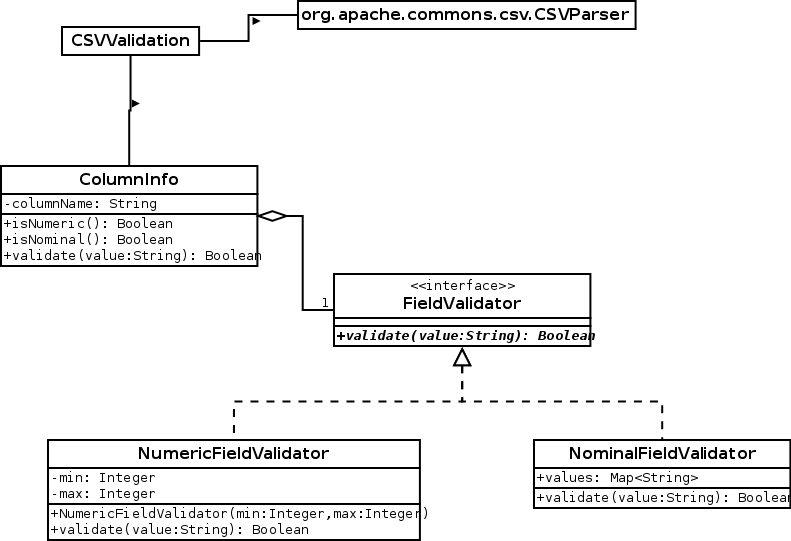 org.apache.commons.csv.CSVParser
CSVValidation
ColumnInfo
-columnName: String
+isNumeric(): Boolean
+isNominal(): Boolean
+validate(value:String): Boolean
<<interface>>
1
FieldValidator
+validate(value:String): Boolean
NumericFieldValidator
-min: Integer
-max: Integer
+NumericFieldValidator(min:Integer,max:Integer)
+validate(value:String): Boolean
NominalFieldValidator
+values: Map<String>
+validate(value:String): Boolean